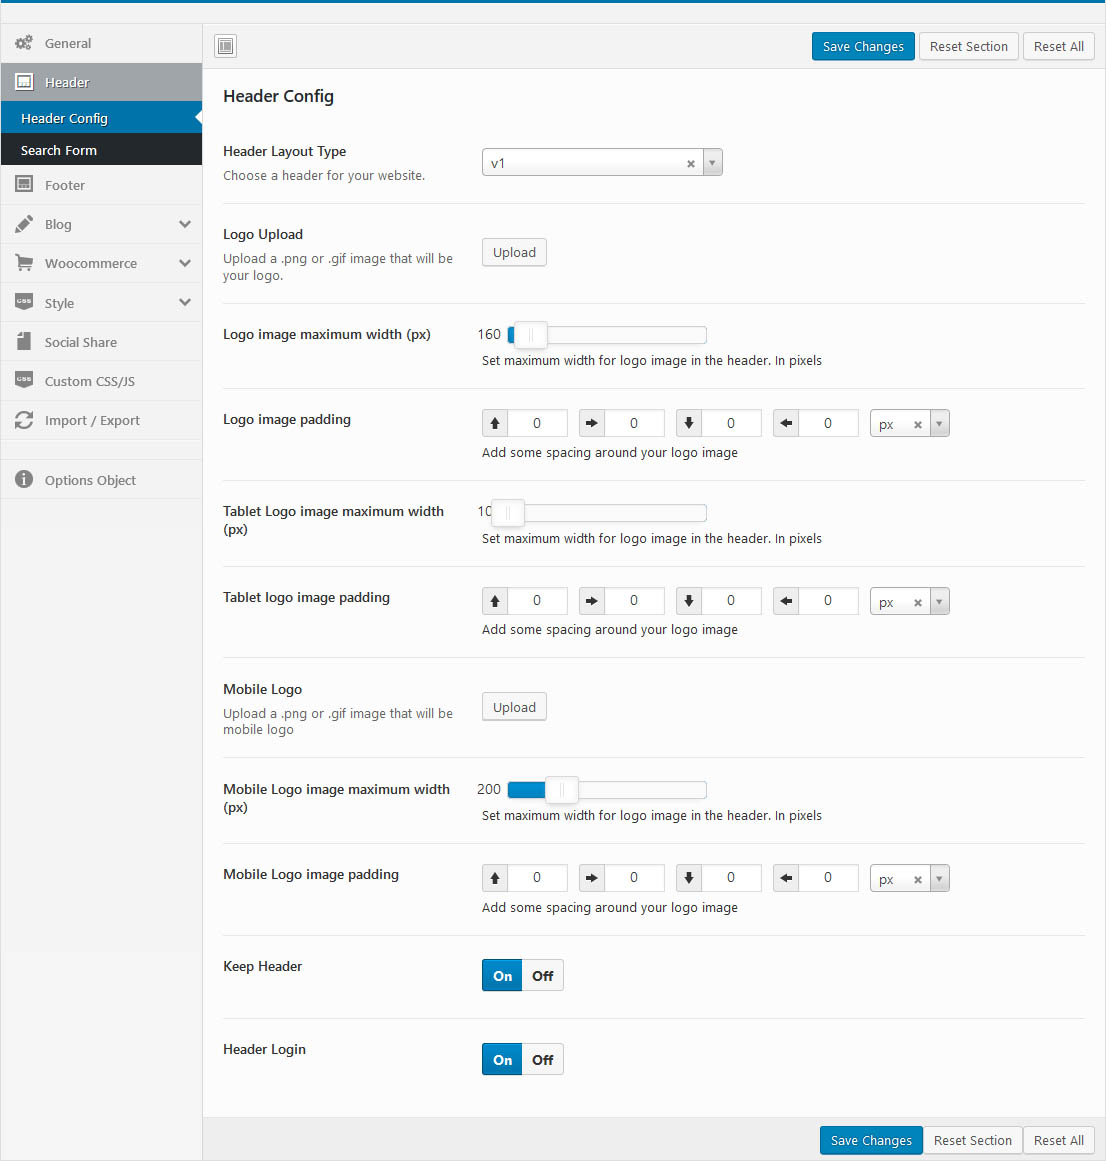 General
Header
Header Config
Search Form
Footer
Blog
Woocommerce
CSS Style
Social Share
CSS Custom CSS/JS
Import / Export
Options Object
Save Changes Reset Section Reset All
Header Config
Header Layout Type
Choose a header for your website.
v1
Logo Upload
Upload a .png or .gif image that will be
your logo.
Upload
Logo image maximum width (px)
160
Set maximum width for logo image in the header. In pixels
Logo image padding
0 0 0 0 px
Add some spacing around your logo image
Tablet Logo image maximum width
(px)
Set maximum width for logo image in the header. In pixels
Tablet logo image padding
0 0 0 0 px
Add some spacing around your logo image
Mobile Logo
Upload a .png or .gif image that will be
mobile logo
Upload
Mobile Logo image maximum width
(px)
200
Set maximum width for logo image in the header. In pixels
Mobile Logo image padding
0 0 0 0 px
Add some spacing around your logo image
Keep Header
On Off
Header Login
On Off
Save Changes Reset Section Reset All